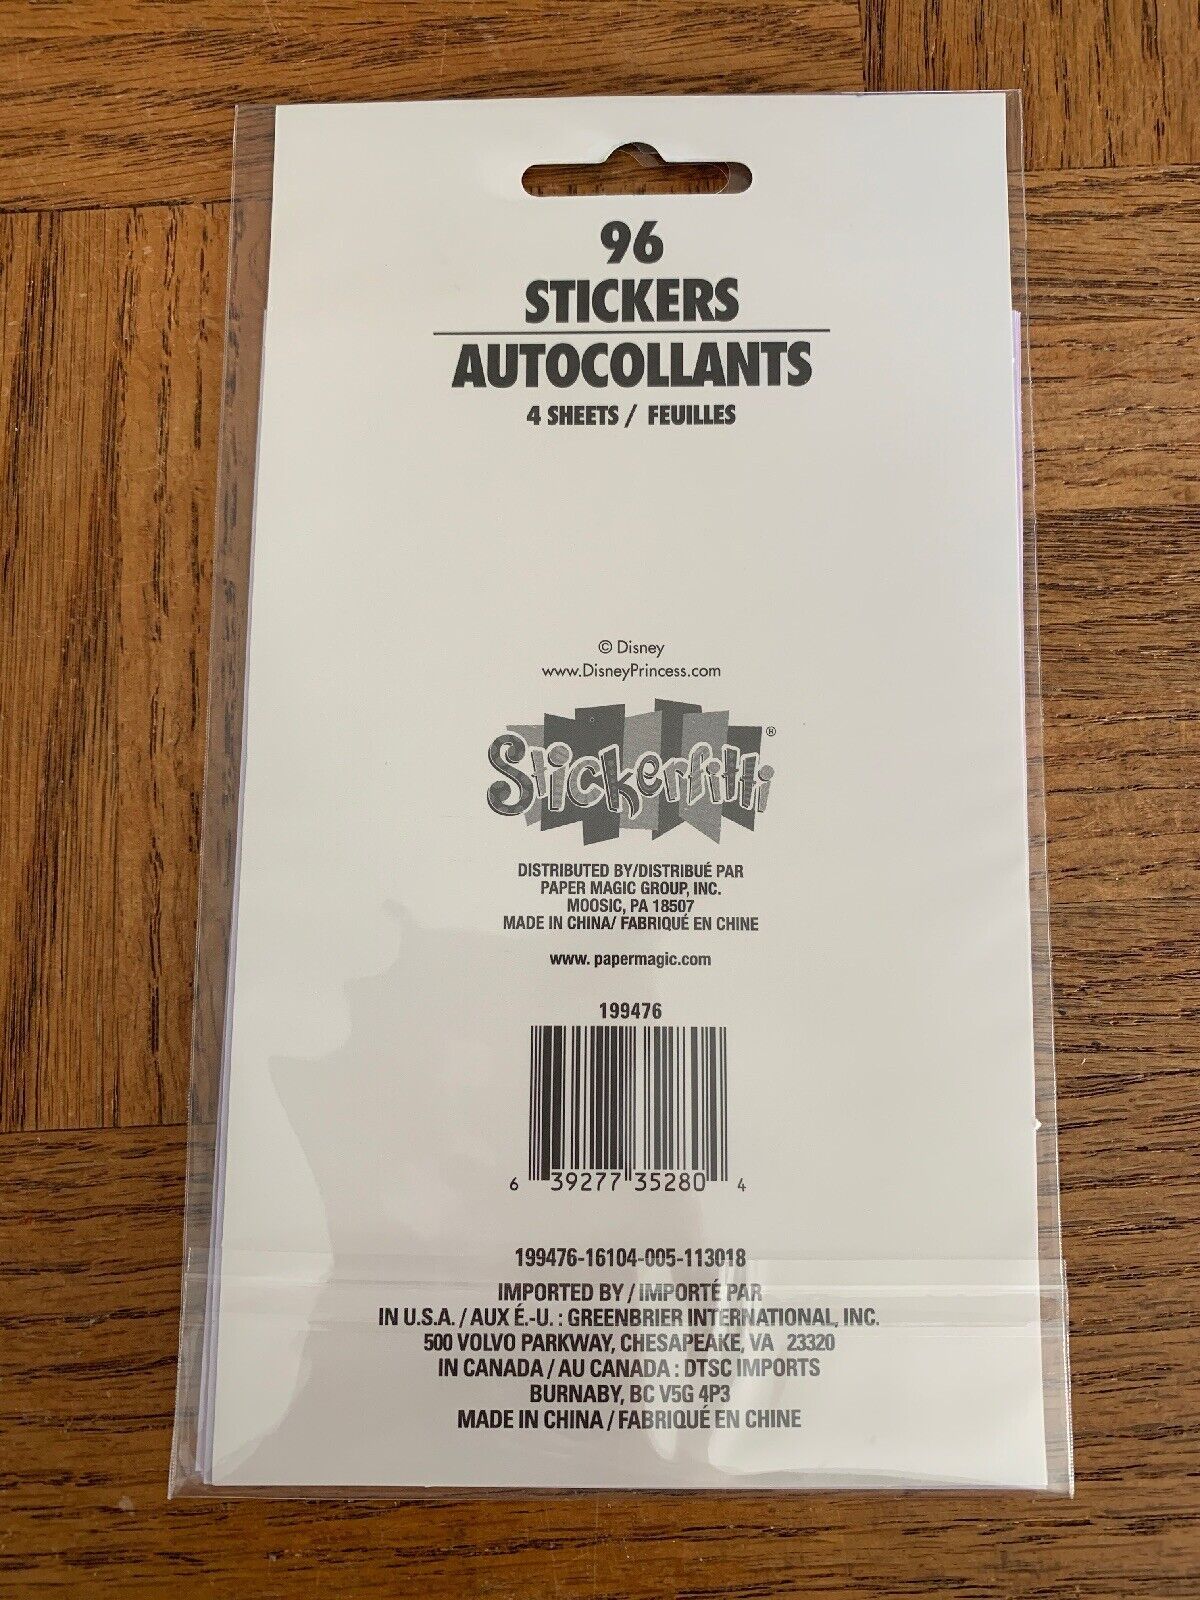 96
STICKERS
AUTOCOLLANTS
4 SHEETS / FEUILLES
© Disney
www.DisneyPrincess.com
Stickerfitti®
DISTRIBUTED BY/DISTRIBUÉ PAR
PAPER MAGIC GROUP, INC.
MOOSIC, PA 18507
MADE IN CHINA/ FABRIQUÉ EN CHINE
www. papermagic.com
199476
6 39277 35280 4
199476-16104-005-113018
IMPORTED BY / IMPORTÉ PAR
IN U.S.A. / AUX É.-U. : GREENBRIER INTERNATIONAL, INC.
500 VOLVO PARKWAY, CHESAPEAKE, VA 23320
IN CANADA / AU CANADA : DTSC IMPORTS
BURNABY, BC V5G 4P3
MADE IN CHINA / FABRIQUÉ EN CHINE